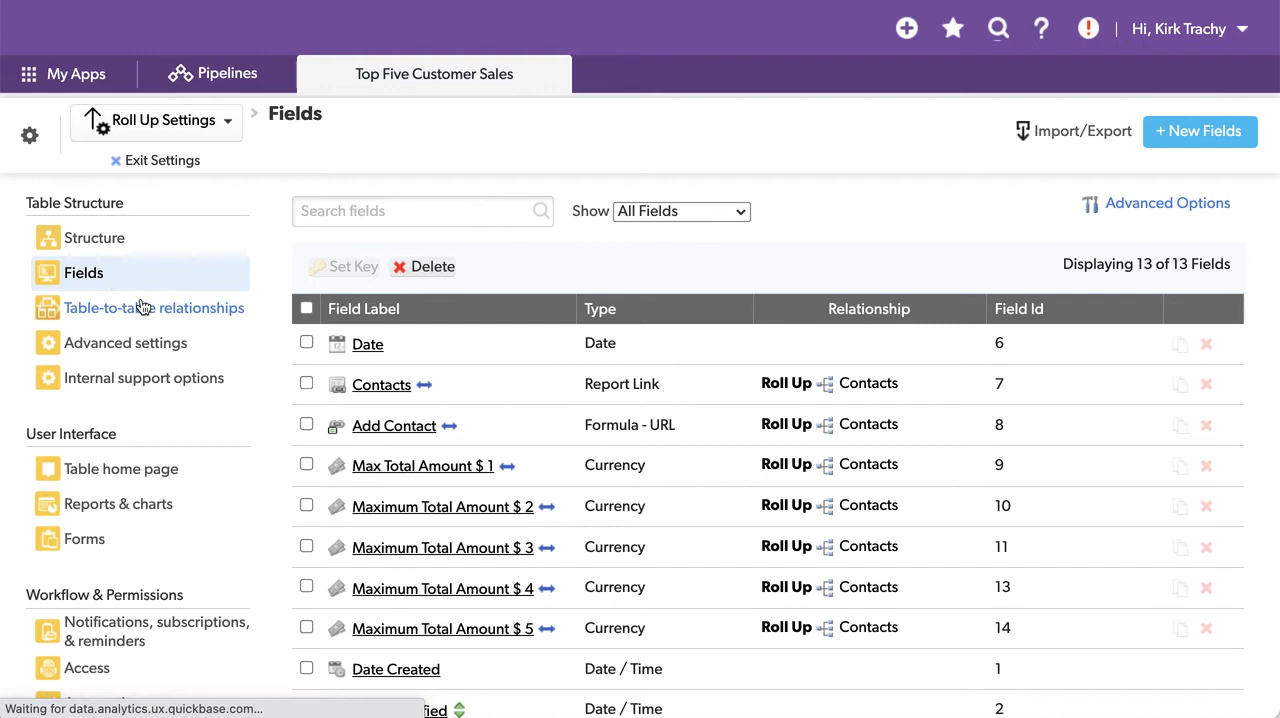 Hi, Kirk Trachy
My Apps
Pipelines
Top Five Customer Sales
Roll Up Settings
Fields
Import/Export
+ New Fields
Exit Settings
Table Structure
Structure
Fields
Table-to-table relationships
Advanced settings
Internal support options
User Interface
Table home page
Reports & charts
Forms
Workflow & Permissions
Notifications, subscriptions,
& reminders
Access
Search fields
Show All Fields
Advanced Options
Set Key
Delete
Displaying 13 of 13 Fields
Field Label Type Relationship Field Id
Date Date 6
Contacts Report Link Roll Up Contacts 7
Add Contact Formula - URL Roll Up Contacts 8
Max Total Amount $ 1 Currency Roll Up Contacts 9
Maximum Total Amount $ 2 Currency Roll Up Contacts 10
Maximum Total Amount $ 3 Currency Roll Up Contacts 11
Maximum Total Amount $ 4 Currency Roll Up Contacts 13
Maximum Total Amount $ 5 Currency Roll Up Contacts 14
Date Created Date / Time 1
Date / Time 2
Waiting for data.analytics.ux.quickbase.com...